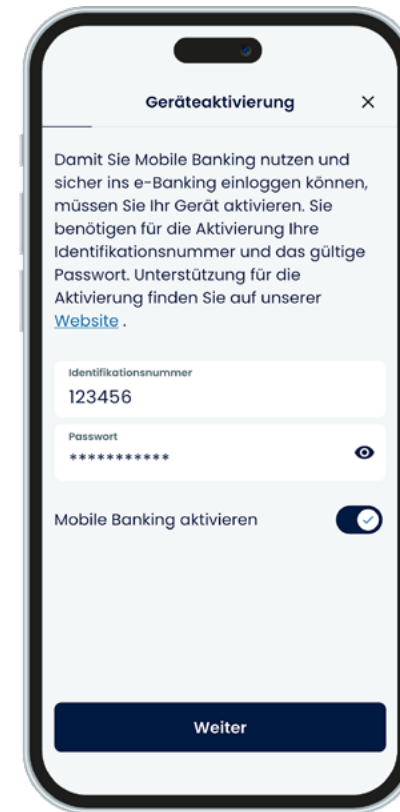 Geräteaktivierung
Damit Sie Mobile Banking nutzen und
sicher ins e-Banking einloggen können,
müssen Sie Ihr Gerät aktivieren. Sie
benötigen für die Aktivierung Ihre
Identifikationsnummer und das gültige
Passwort. Unterstützung für die
Aktivierung finden Sie auf unserer
Website .
Identifikationsnummer
123456
Passwort
***********
Mobile Banking aktivieren
Weiter